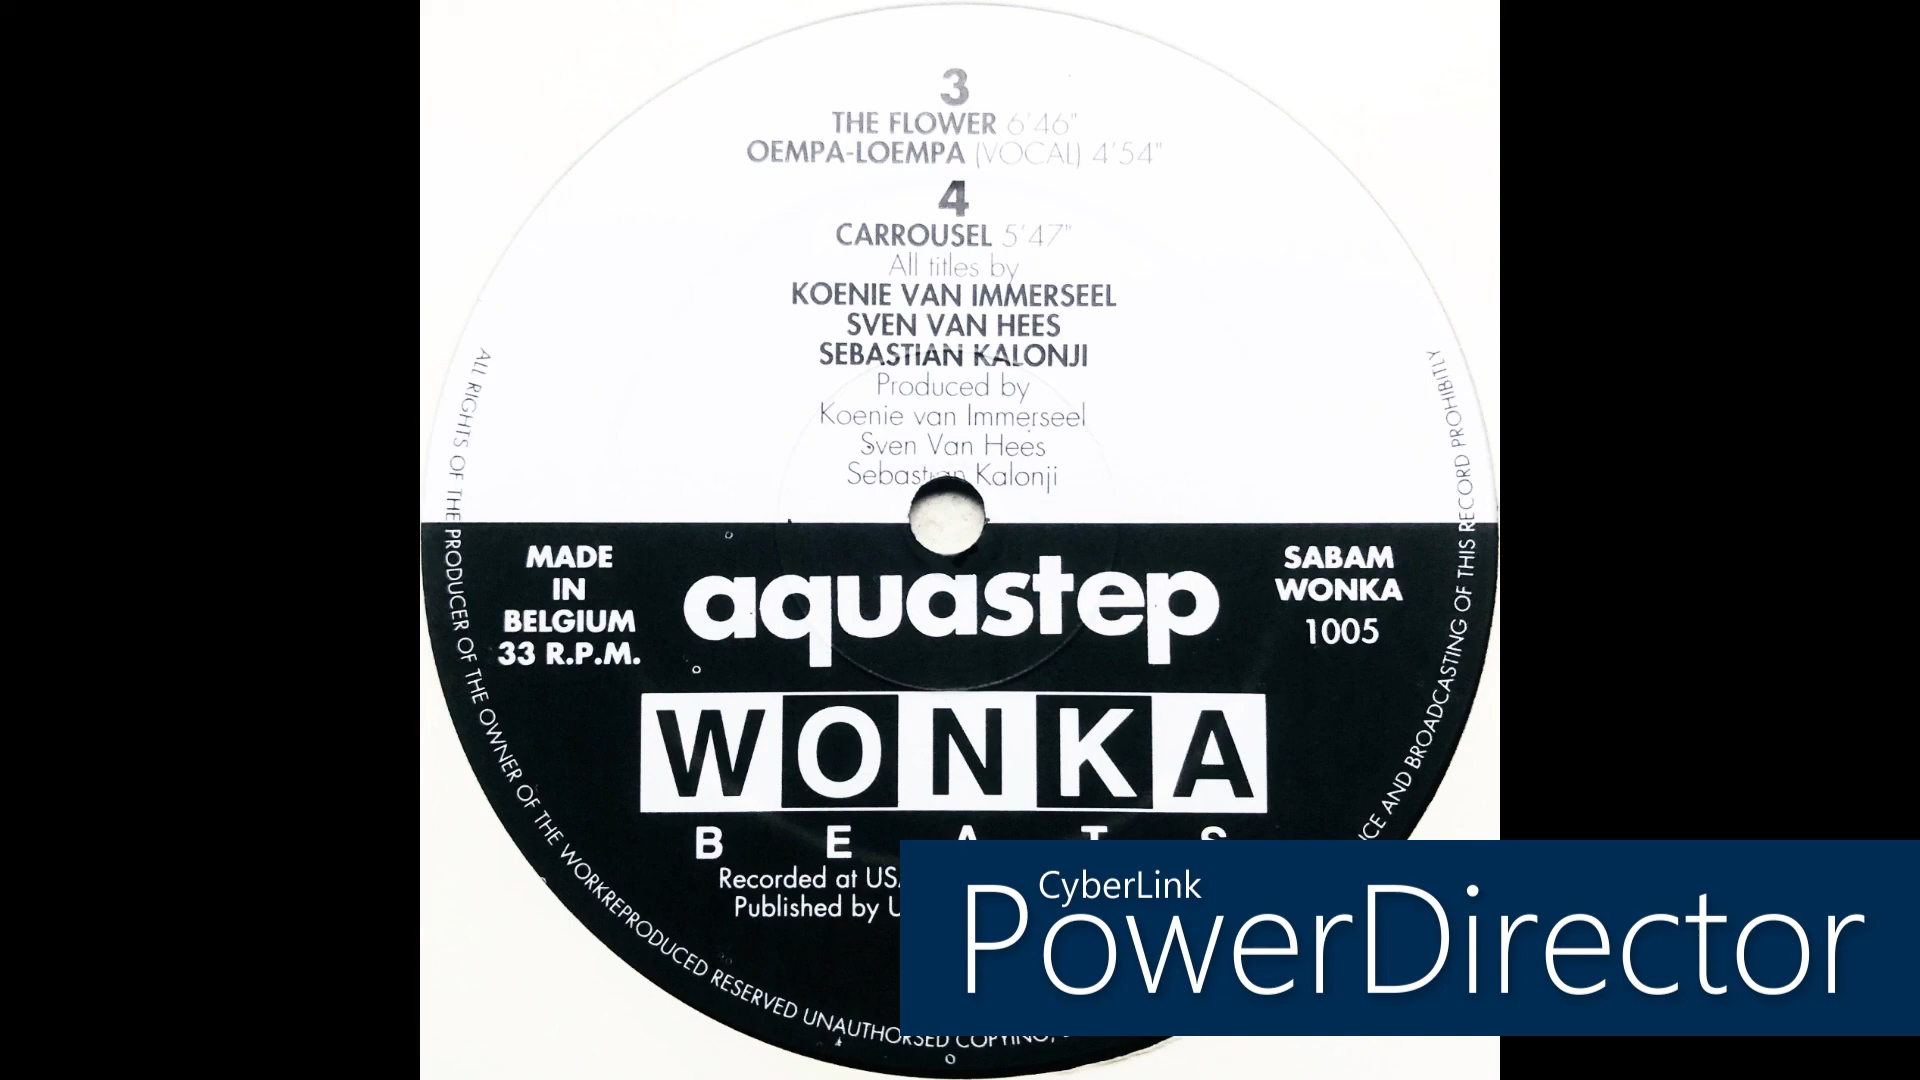 3
THE FLOWER 6'46"
OEMPA-LOEMPA (VOCAL) 4'54"
4
CARROUSEL 5'47"
All titles by
KOENIE VAN IMMERSEEL
SVEN VAN HEES
SEBASTIAN KALONJI
Produced by
Koenie van Immerseel
Sven Van Hees
Sebastian Kalonji
MADE
IN
BELGIUM
33 R.P.M.
SABAM
WONKA
1005
aquastep
WONKA
BEATS
Recorded at
Published by
ALL RIGHTS OF THE PRODUCER OF THE OWNER OF THE WORKREPRODUCED RESERVED UNAUTHORSED COPYING, AND BROADCASTING OF THIS RECORD PROHIBITLY
CyberLink
PowerDirector